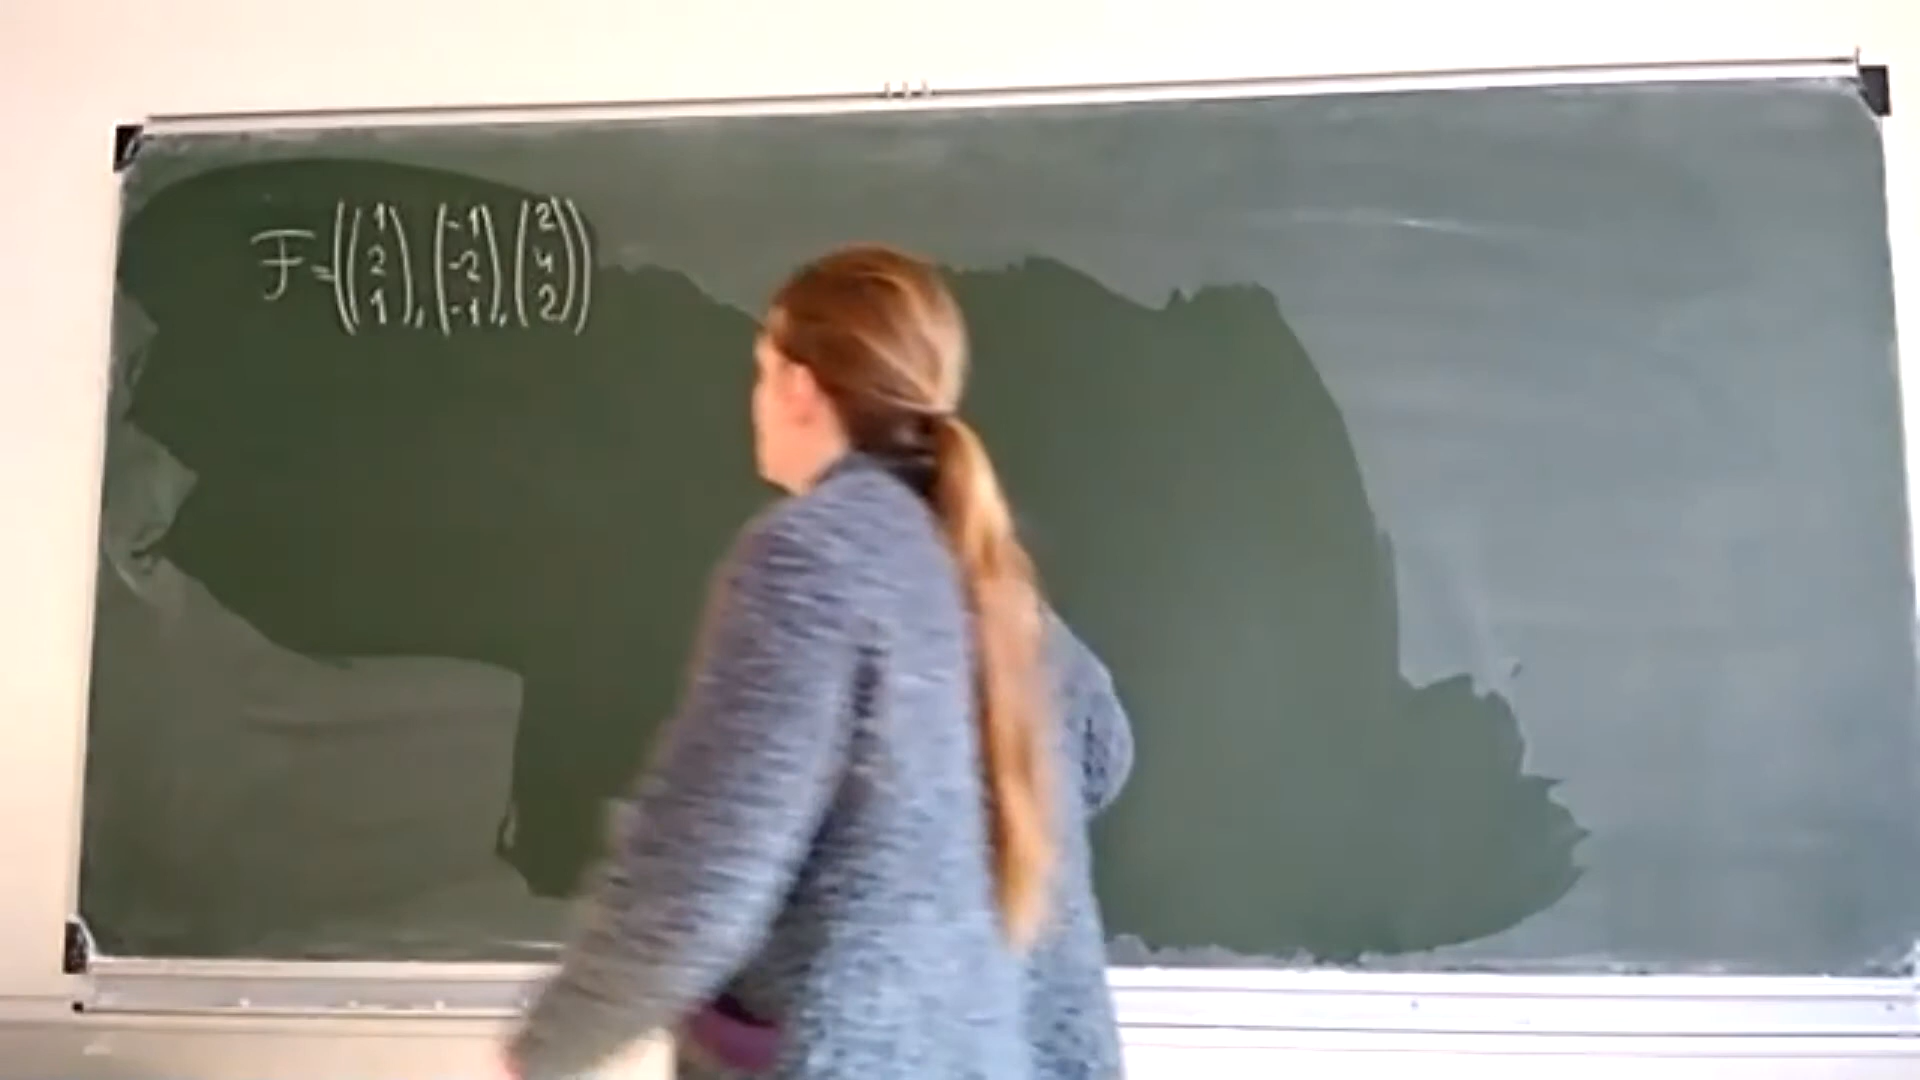 ℱ = ((1 2 1), (-1 -2 -1), (2 4 2))